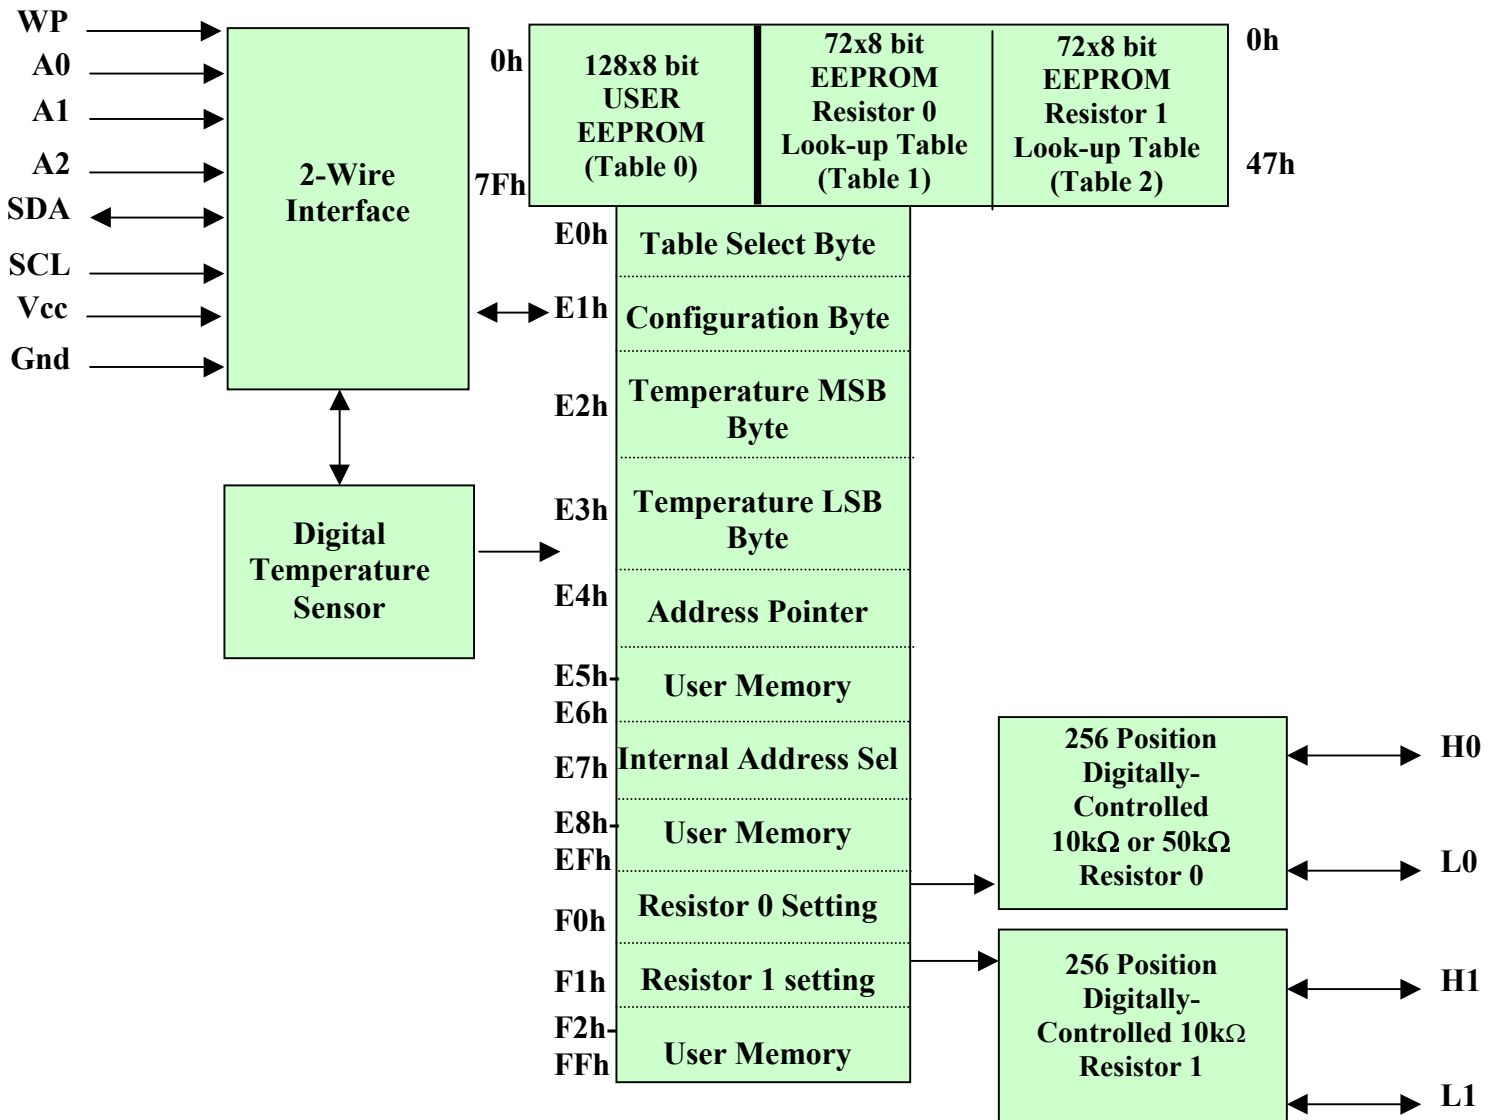 WP
A0
A1
A2
SDA
SCL
Vcc
Gnd
2-Wire
Interface
Digital
Temperature
Sensor
0h
7Fh
128x8 bit
USER
EEPROM
(Table 0)
72x8 bit
EEPROM
Resistor 0
Look-up Table
(Table 1)
72x8 bit
EEPROM
Resistor 1
Look-up Table
(Table 2)
0h
47h
E0h
Table Select Byte
E1h
Configuration Byte
E2h
Temperature MSB
Byte
E3h
Temperature LSB
Byte
E4h
Address Pointer
E5h-
E6h
User Memory
E7h
Internal Address Sel
E8h-
EFh
User Memory
F0h
Resistor 0 Setting
F1h
Resistor 1 setting
F2h-
FFh
User Memory
256 Position
Digitally-
Controlled
10kΩ or 50kΩ
Resistor 0
H0
L0
256 Position
Digitally-
Controlled 10kΩ
Resistor 1
H1
L1